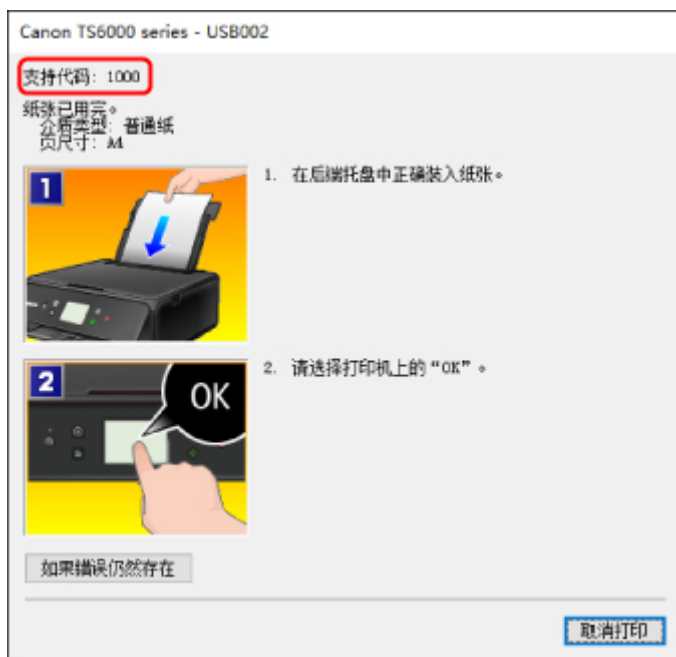 Canon TS6000 series - USB002
支持代码: 1000
纸张已用完。
介质类型: 普通纸
页尺寸: A4
1
1. 在后端托盘中正确装入纸张。
2
OK
2. 请选择打印机上的“OK”。
如果错误仍然存在
取消打印